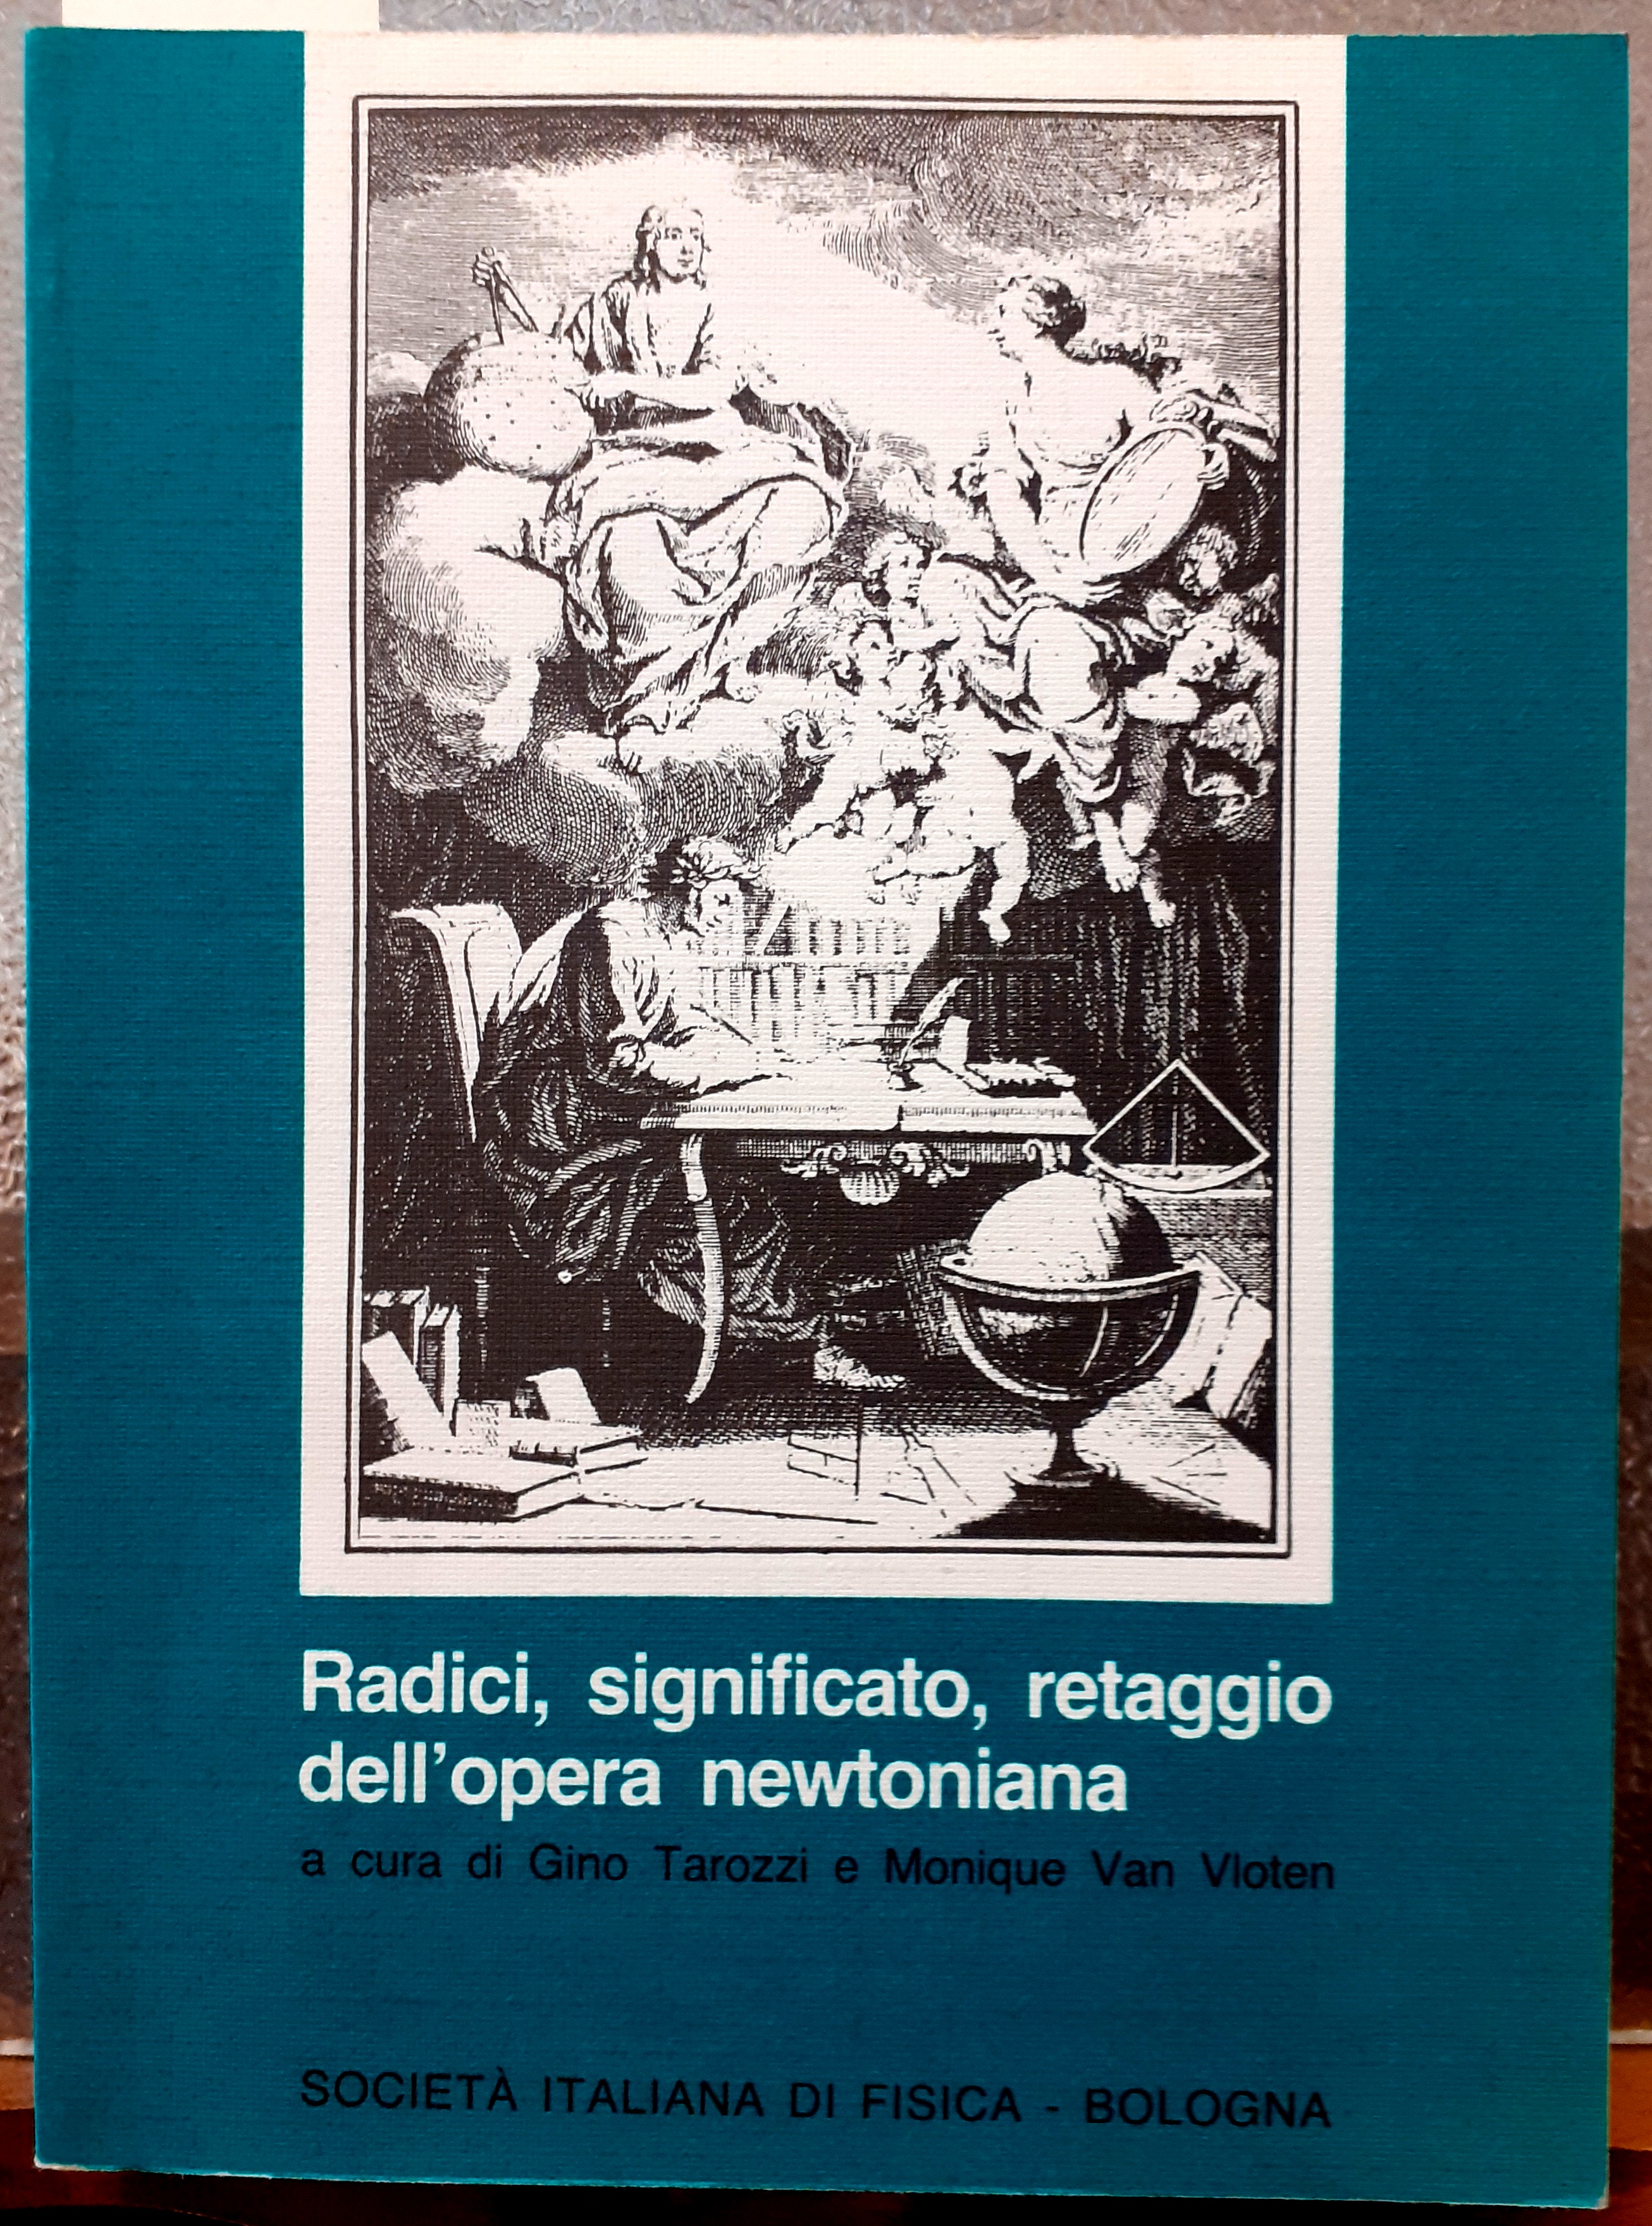 Radici, significato, retaggio
dell'opera newtoniana
a cura di Gino Tarozzi e Monique Van Vloten
SOCIETÀ ITALIANA DI FISICA - BOLOGNA